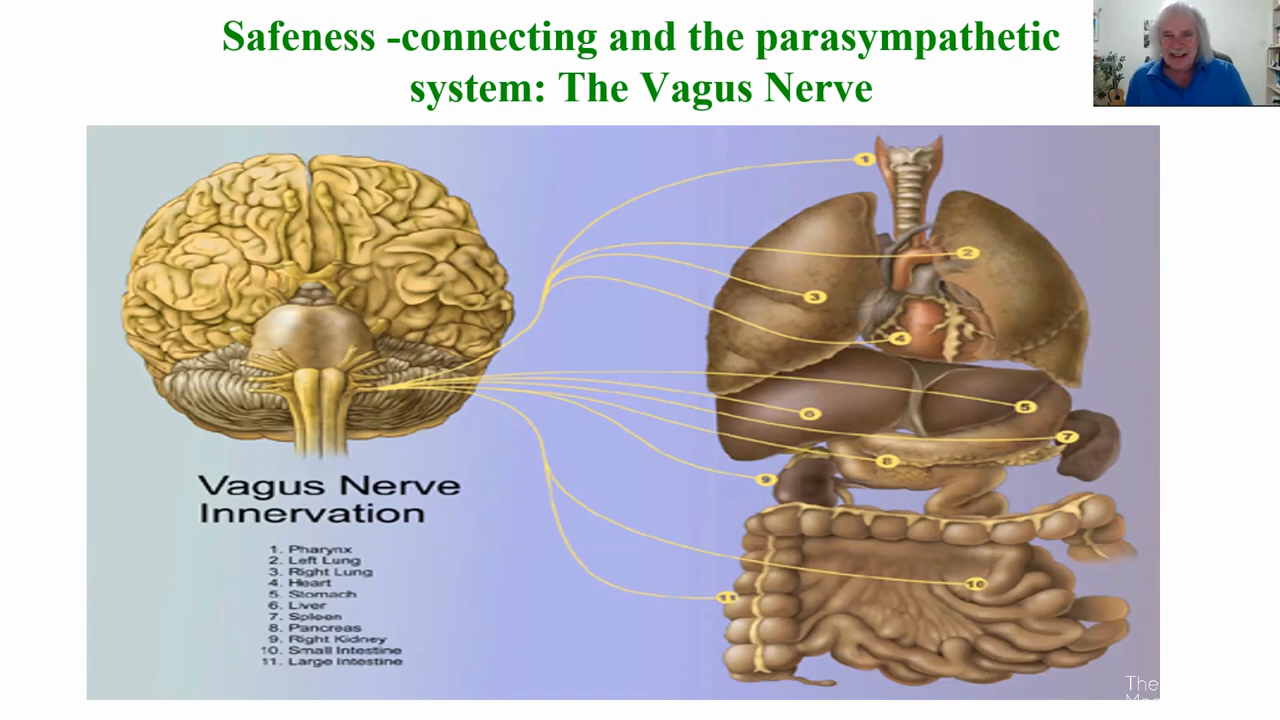 Safeness -connecting and the parasympathetic
system: The Vagus Nerve
1
2
3
4
5
6
7
8
9
10
11
Vagus Nerve
Innervation
1. Pharynx
2. Left Lung
3. Right Lung
4. Heart
5. Stomach
6. Liver
7. Spleen
8. Pancreas
9. Right Kidney
10. Small Intestine
11. Large Intestine
The